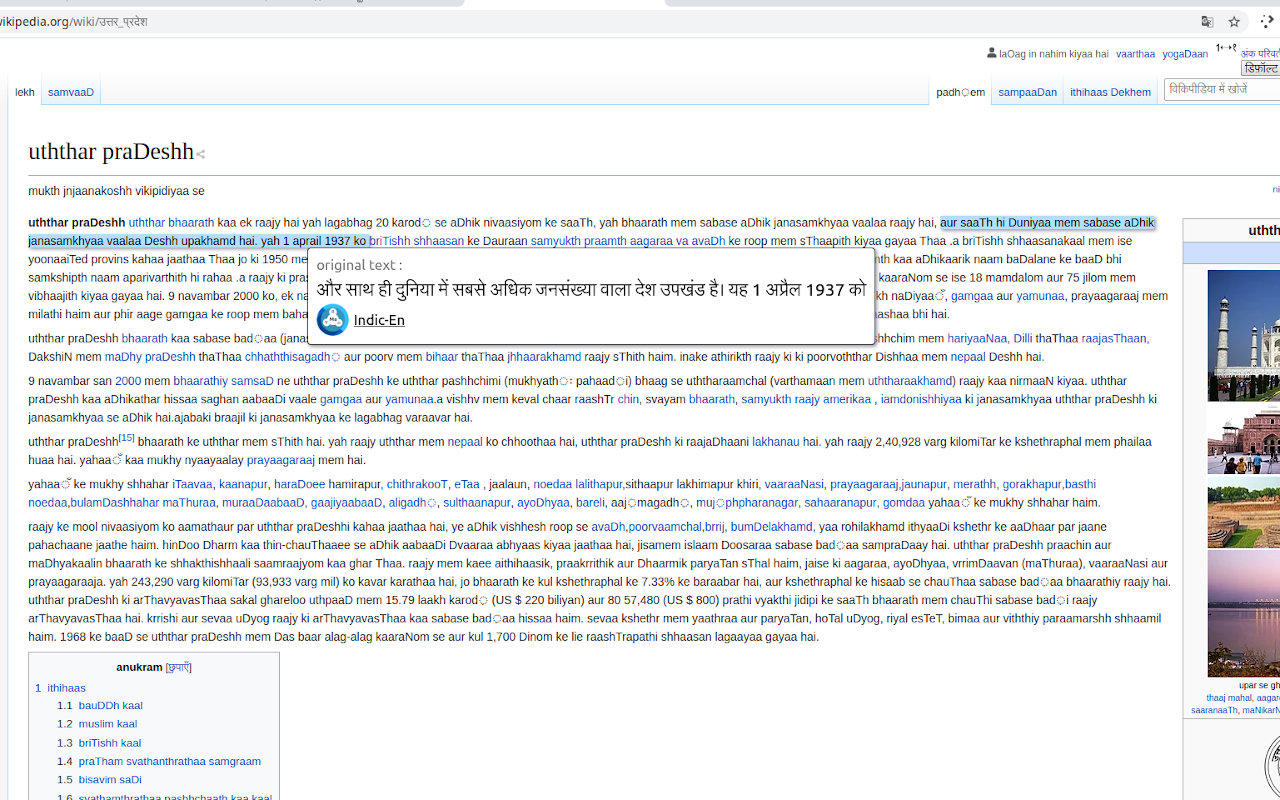 wikipedia.org/wiki/उत्तर_प्रदेश
laOag in nahim kiyaa hai vaarthaa yogaDaan 1↔१ अंक परिवर्त
डिफ़ॉल्ट
lekh samvaaD padh़em sampaaDan ithihaas Dekhem विकिपीडिया में खोजें
uththar praDeshh
mukth jnjaanakoshh vikipidiyaa se
uththar praDeshh uththar bhaarath kaa ek raajy hai yah lagabhag 20 karod़ se aDhik nivaasiyom ke saaTh, yah bhaarath mem sabase aDhik janasamkhyaa vaalaa raajy hai, aur saaTh hi Duniyaa mem sabase aDhik
janasamkhyaa vaalaa Deshh upakhamd hai. yah 1 aprail 1937 ko briTishh shhaasan ke Dauraan samyukth praamth aagaraa va avaDh ke roop mem sThaapith kiyaa gayaa Thaa .a briTishh shhaasanakaal mem ise
yoonaaiTed provins kahaa jaathaa Thaa jo ki 1950 me nth kaa aDhikaarik naam baDalane ke baaD bhi
samkshipth naam aparivarthith hi rahaa .a raajy ki pras kaaraNom se ise 18 mamdalom aur 75 jilom mem
vibhaajith kiyaa gayaa hai. 9 navambar 2000 ko, ek na kh naDiyaaँ, gamgaa aur yamunaa, prayaagaraaj mem
milathi haim aur phir aage gamgaa ke roop mem baha aashaa bhi hai.
original text :
और साथ ही दुनिया में सबसे अधिक जनसंख्या वाला देश उपखंड है। यह 1 अप्रैल 1937 को
Indic-En
uththar praDeshh bhaarath kaa sabase bad़aa (jana shhchim mem hariyaaNaa, Dilli thaThaa raajasThaan,
DakshiN mem maDhy praDeshh thaThaa chhaththisagadh़ aur poorv mem bihaar thaThaa jhhaarakhamd raajy sThith haim. inake athirikth raajy ki ki poorvoththar Dishhaa mem nepaal Deshh hai.
9 navambar san 2000 mem bhaarathiy samsaD ne uththar praDeshh ke uththar pashhchimi (mukhyathः pahaad़i) bhaag se uththaraamchal (varthamaan mem uththaraakhamd) raajy kaa nirmaaN kiyaa. uththar
praDeshh kaa aDhikathar hissaa saghan aabaaDi vaale gamgaa aur yamunaa.a vishhv mem keval chaar raashTr chin, svayam bhaarath, samyukth raajy amerikaa , iamdonishhiyaa ki janasamkhyaa uththar praDeshh ki
janasamkhyaa se aDhik hai.ajabaki braajil ki janasamkhyaa ke lagabhag varaavar hai.
uththar praDeshh[15] bhaarath ke uththar mem sThith hai. yah raajy uththar mem nepaal ko chhoothaa hai, uththar praDeshh ki raajaDhaani lakhanau hai. yah raajy 2,40,928 varg kilomiTar ke kshethraphal mem phailaa
huaa hai. yahaaँ kaa mukhy nyaayaalay prayaagaraaj mem hai.
yahaaँ ke mukhy shhahar iTaavaa, kaanapur, haraDoee hamirapur, chithrakooT, eTaa , jaalaun, noedaa lalithapur,sithaapur lakhimapur khiri, vaaraaNasi, prayaagaraaj,jaunapur, merathh, gorakhapur,basthi
noedaa,bulamDashhahar maThuraa, muraaDaabaaD, gaajiyaabaaD, aligadh़, sulthaanapur, ayoDhyaa, bareli, aaj़magadh़, muj़phpharanagar, sahaaranapur, gomdaa yahaaँ ke mukhy shhahar haim.
raajy ke mool nivaasiyom ko aamathaur par uththar praDeshhi kahaa jaathaa hai, ye aDhik vishhesh roop se avaDh,poorvaamchal,brrij, bumDelakhamd, yaa rohilakhamd ithyaaDi kshethr ke aaDhaar par jaane
pahachaane jaathe haim. hinDoo Dharm kaa thin-chauThaaee se aDhik aabaaDi Dvaaraa abhyaas kiyaa jaathaa hai, jisamem islaam Doosaraa sabase bad़aa sampraDaay hai. uththar praDeshh praachin aur
maDhyakaalin bhaarath ke shhakthishhaali saamraajyom kaa ghar Thaa. raajy mem kaee aithihaasik, praakrrithik aur Dhaarmik paryaTan sThal haim, jaise ki aagaraa, ayoDhyaa, vrrimDaavan (maThuraa), vaaraaNasi aur
prayaagaraaja. yah 243,290 varg kilomiTar (93,933 varg mil) ko kavar karathaa hai, jo bhaarath ke kul kshethraphal ke 7.33% ke baraabar hai, aur kshethraphal ke hisaab se chauThaa sabase bad़aa bhaarathiy raajy hai.
uththar praDeshh ki arThavyavasThaa sakal ghareloo uthpaaD mem 15.79 laakh karod़ (US $ 220 biliyan) aur 80 57,480 (US $ 800) prathi vyakthi jidipi ke saaTh bhaarath mem chauThi sabase bad़i raajy
arThavyavasThaa hai. krrishi aur sevaa uDyog raajy ki arThavyavasThaa kaa sabase bad़aa hissaa haim. sevaa kshethr mem yaathraa aur paryaTan, hoTal uDyog, riyal esTeT, bimaa aur viththiy paraamarshh shhaamil
haim. 1968 ke baaD se uththar praDeshh mem Das baar alag-alag kaaraNom se aur kul 1,700 Dinom ke lie raashTrapathi shhaasan lagaayaa gayaa hai.
anukram [छुपाएँ]
1 ithihaas
1.1 bauDDh kaal
1.2 muslim kaal
1.3 briTishh kaal
1.4 praTham svathanthrathaa samgraam
1.5 bisavim saDi
1.6 svathamthrathaa pashhchaath kaa kaal
uthth
upar se gh
thaaj mahal, aagar
saaranaaTh, maNikarN